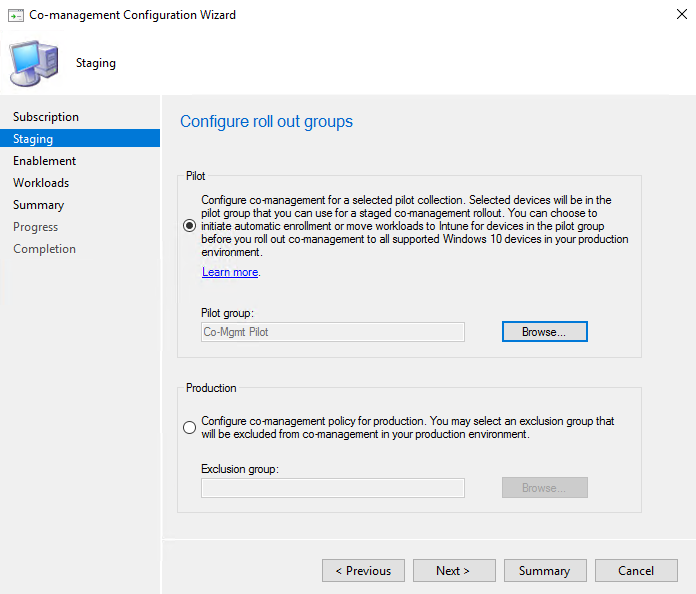 Co-management Configuration Wizard
Staging
Subscription
Staging
Enablement
Workloads
Summary
Progress
Completion
Configure roll out groups
Pilot
Configure co-management for a selected pilot collection. Selected devices will be in the
pilot group that you can use for a staged co-management rollout. You can choose to
initiate automatic enrollment or move workloads to Intune for devices in the pilot group
before you roll out co-management to all supported Windows 10 devices in your production
environment.
Learn more.
Pilot group:
Co-Mgmt Pilot
Browse...
Production
Configure co-management policy for production. You may select an exclusion group that
will be excluded from co-management in your production environment.
Exclusion group:
Browse...
< Previous
Next >
Summary
Cancel